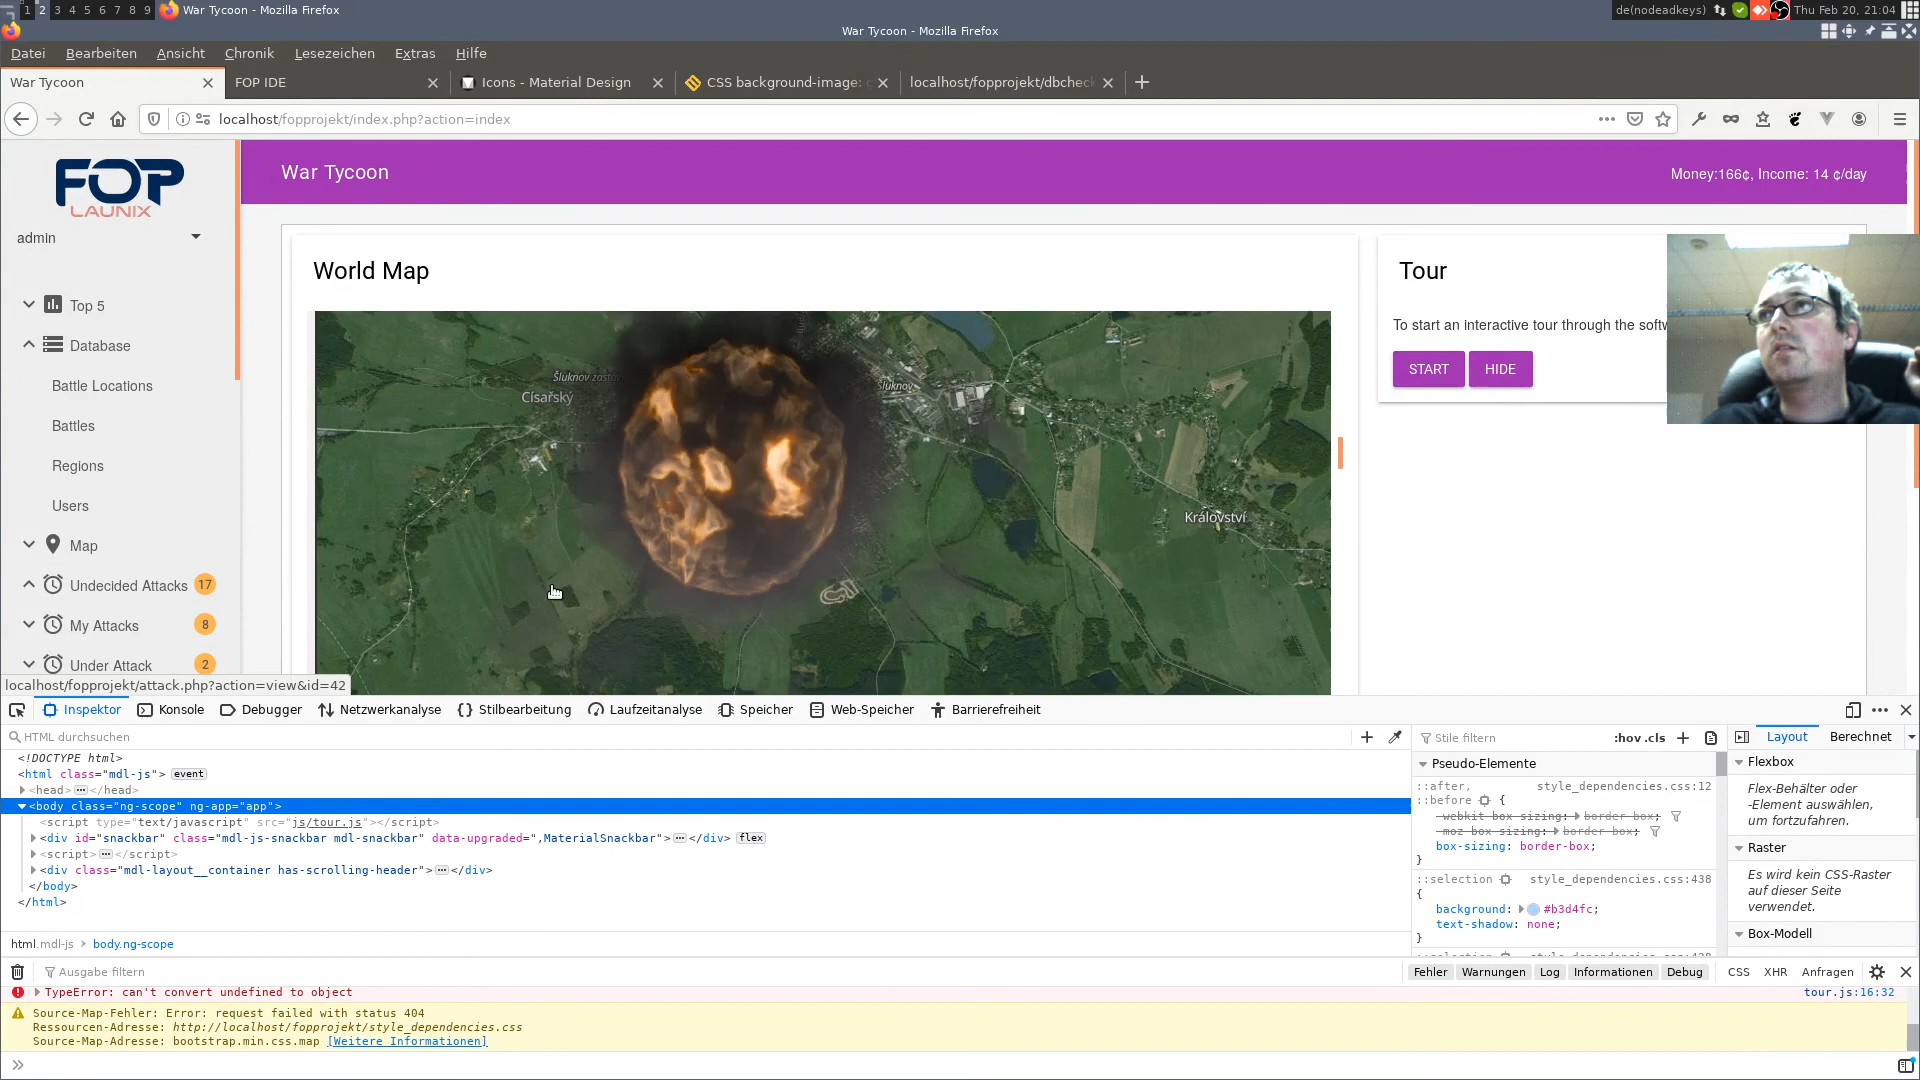 1 2 3 4 5 6 7 8 9 War Tycoon - Mozilla Firefox
de(nodeadkeys) Thu Feb 20, 21:04
War Tycoon - Mozilla Firefox
Datei Bearbeiten Ansicht Chronik Lesezeichen Extras Hilfe
War Tycoon FOP IDE Icons - Material Design CSS background-image: localhost/fopprojekt/dbcheck
localhost/fopprojekt/index.php?action=index
FOP
LAUNIX
admin
Top 5
Database
Battle Locations
Battles
Regions
Users
Map
Undecided Attacks 17
My Attacks 8
Under Attack 2
War Tycoon
Money:166¢, Income: 14 ¢/day
World Map
Šluknov
Císařský
Šluknov
Království
Tour
To start an interactive tour through the
START HIDE
localhost/fopprojekt/attack.php?action=view&id=42
Inspektor Konsole Debugger Netzwerkanalyse Stilbearbeitung Laufzeitanalyse Speicher Web-Speicher Barrierefreiheit
HTML durchsuchen
<!DOCTYPE html>
<html class="mdl-js"> event
<head> </head>
<body class="ng-scope" ng-app="app">
<script type="text/javascript" src="js/tour.js"></script>
<div id="snackbar" class="mdl-js-snackbar mdl-snackbar" data-upgraded=",MaterialSnackbar"> </div> flex
<script> </script>
<div class="mdl-layout__container has-scrolling-header"> </div>
</body>
</html>
html.mdl-js > body.ng-scope
Stile filtern :hov .cls
Pseudo-Elemente
::after, style_dependencies.css:12
::before {
-webkit-box-sizing: border-box;
-moz-box-sizing: border-box;
box-sizing: border-box;
}
::selection style_dependencies.css:438
{
background: #b3d4fc;
text-shadow: none;
}
Layout Berechnet
Flexbox
Flex-Behälter oder
-Element auswählen,
um fortzufahren.
Raster
Es wird kein CSS-Raster
auf dieser Seite
verwendet.
Box-Modell
Ausgabe filtern
Fehler Warnungen Log Informationen Debug CSS XHR Anfragen
TypeError: can't convert undefined to object tour.js:16:32
Source-Map-Fehler: Error: request failed with status 404
Ressourcen-Adresse: http://localhost/fopprojekt/style_dependencies.css
Source-Map-Adresse: bootstrap.min.css.map [Weitere Informationen]